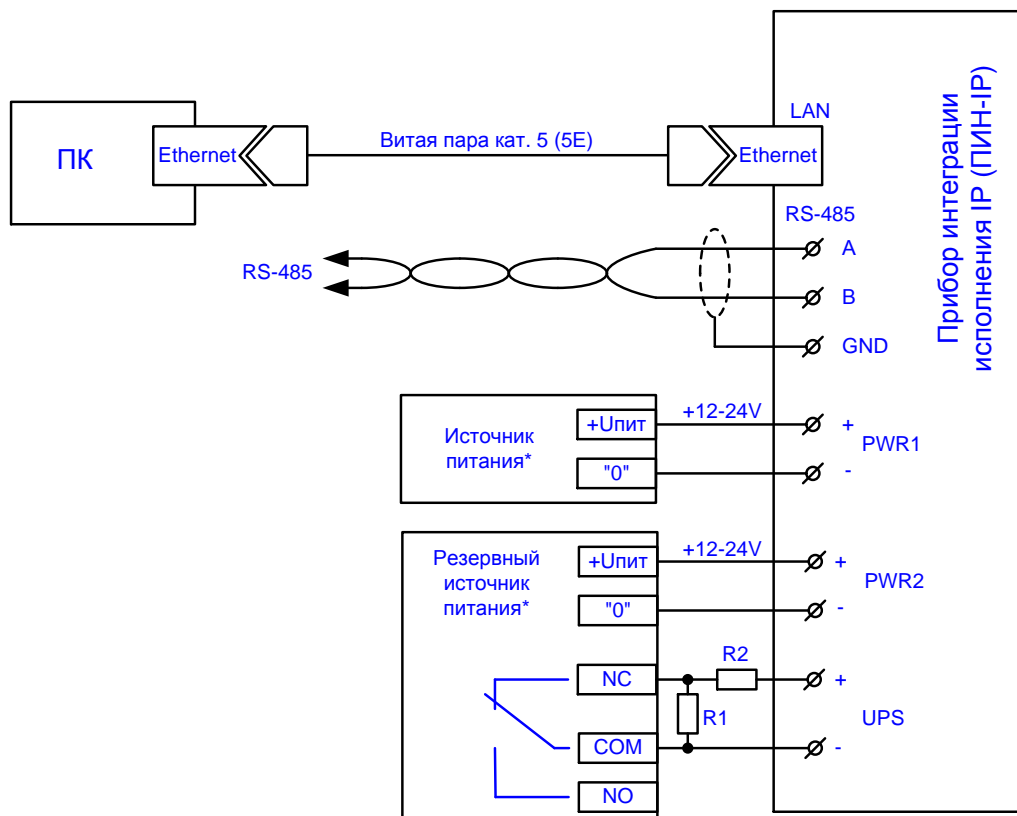 LAN
ПК
Ethernet
Витая пара кат. 5 (5Е)
Ethernet
Прибор интеграции
исполнения IP (ПИН-IP)
RS-485
A
RS-485
B
GND
Источник
питания*
+Uпит
+12-24V
+
PWR1
"0"
-
Резервный
источник
питания*
+Uпит
+12-24V
+
PWR2
"0"
-
R2
NC
+
R1
UPS
COM
-
NO